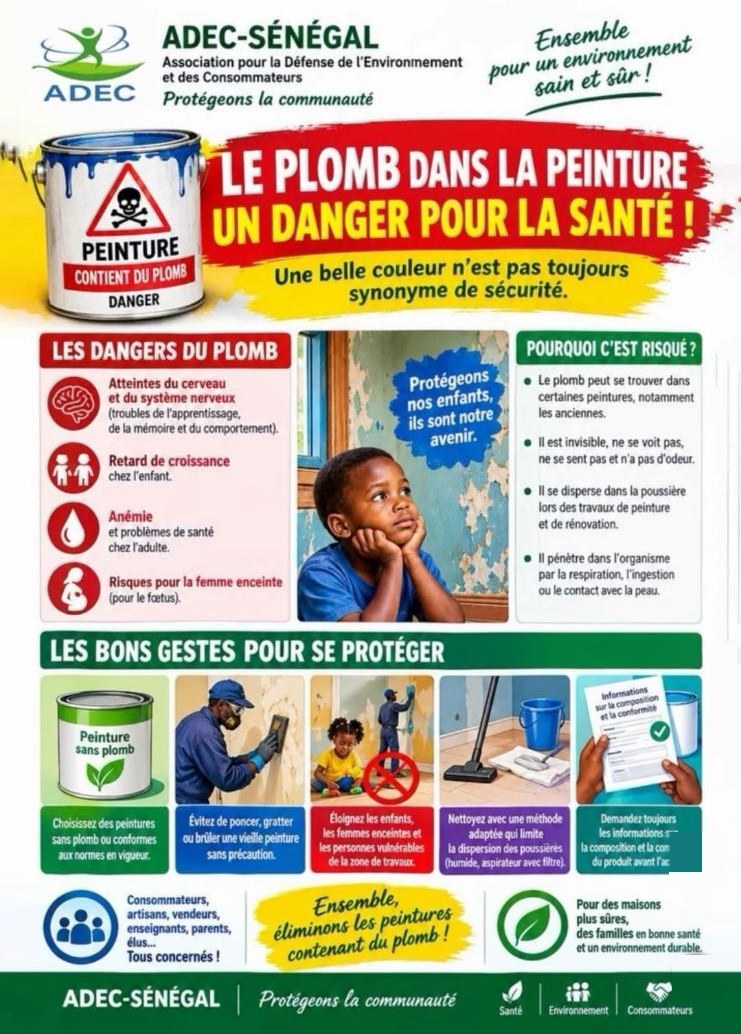 ADEC
ADEC-SÉNÉGAL
Association pour la Défense de l'Environnement
et des Consommateurs
Protégeons la communauté
Ensemble
pour un environnement
sain et sûr !
PEINTURE
CONTIENT DU PLOMB
DANGER
LE PLOMB DANS LA PEINTURE
UN DANGER POUR LA SANTÉ !
Une belle couleur n'est pas toujours
synonyme de sécurité.
LES DANGERS DU PLOMB
Atteintes du cerveau
et du système nerveux
(troubles de l'apprentissage,
de la mémoire et du comportement).
Retard de croissance
chez l'enfant.
Anémie
et problèmes de santé
chez l'adulte.
Risques pour la femme enceinte
(pour le fœtus).
Protégeons
nos enfants,
ils sont notre
avenir.
POURQUOI C'EST RISQUÉ ?
• Le plomb peut se trouver dans
certaines peintures, notamment
les anciennes.
• Il est invisible, ne se voit pas,
ne se sent pas et n'a pas d'odeur.
• Il se disperse dans la poussière
lors des travaux de peinture
et de rénovation.
• Il pénètre dans l'organisme
par la respiration, l'ingestion
ou le contact avec la peau.
LES BONS GESTES POUR SE PROTÉGER
Peinture
sans plomb
Choisissez des peintures
sans plomb ou conformes
aux normes en vigueur.
Évitez de poncer, gratter
ou brûler une vieille peinture
sans précaution.
Éloignez les enfants,
les femmes enceintes et
les personnes vulnérables
de la zone de travaux.
Nettoyez avec une méthode
adaptée qui limite
la dispersion des poussières
(humide, aspirateur avec filtre).
Informations
sur la composition
et la conformité
Demandez toujours
les informations
la composition et la
du produit avant
Consommateurs,
artisans, vendeurs,
enseignants, parents,
élus...
Tous concernés !
Ensemble,
éliminons les peintures
contenant du plomb !
Pour des maisons
plus sûres,
des familles en bonne santé
et un environnement durable.
ADEC-SÉNÉGAL
Protégeons la communauté
Santé
Environnement
Consommateurs